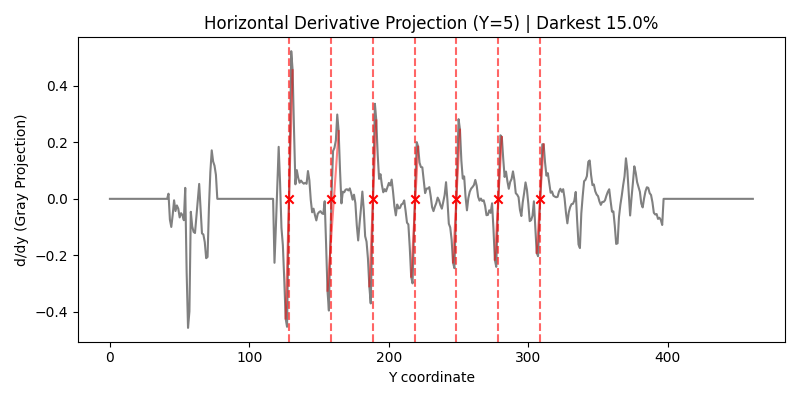 Horizontal Derivative Projection (Y=5) | Darkest 15.0%
d/dy (Gray Projection)
0.4
0.2
0.0
−0.2
−0.4
0 100 200 300 400
Y coordinate